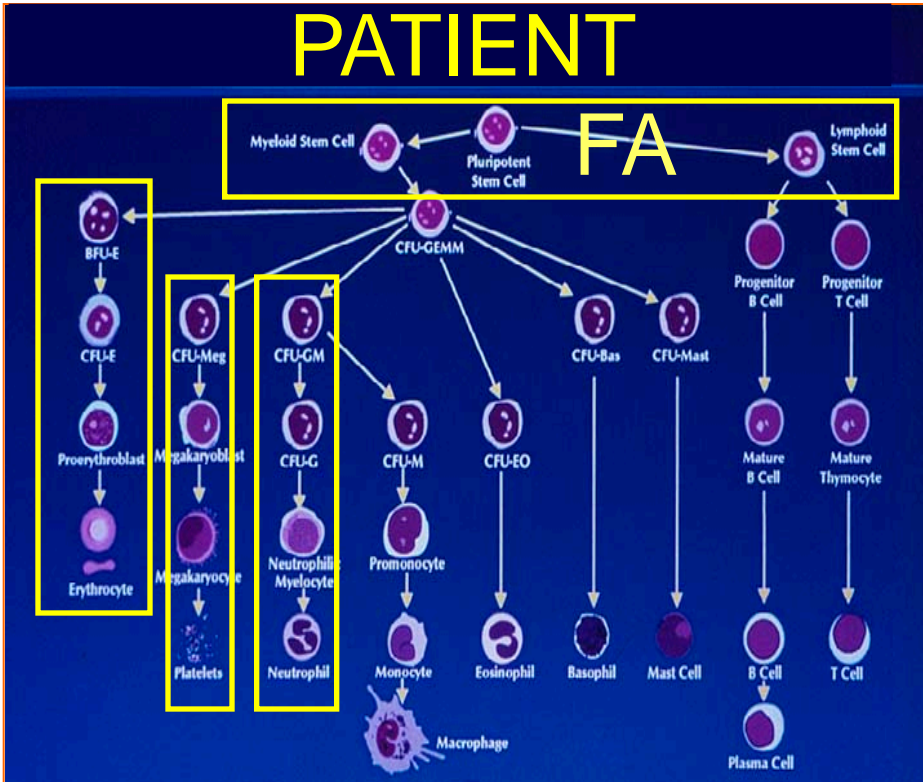 PATIENT
FA
Myeloid Stem Cell
Pluripotent
Stem Cell
Lymphoid
Stem Cell
BFU-E
CFU-GEMM
Progenitor
B Cell
Progenitor
T Cell
CFU-E
CFU-Meg
CFU-GM
CFU-Bas
CFU-Mast
Proerythroblast
Megakaryoblast
CFU-G
CFU-M
CFU-EO
Mature
B Cell
Mature
Thymocyte
Erythrocyte
Megakaryocyte
Neutrophilic
Myelocyte
Promonocyte
Platelets
Neutrophil
Monocyte
Eosinophil
Basophil
Mast Cell
B Cell
T Cell
Macrophage
Plasma Cell